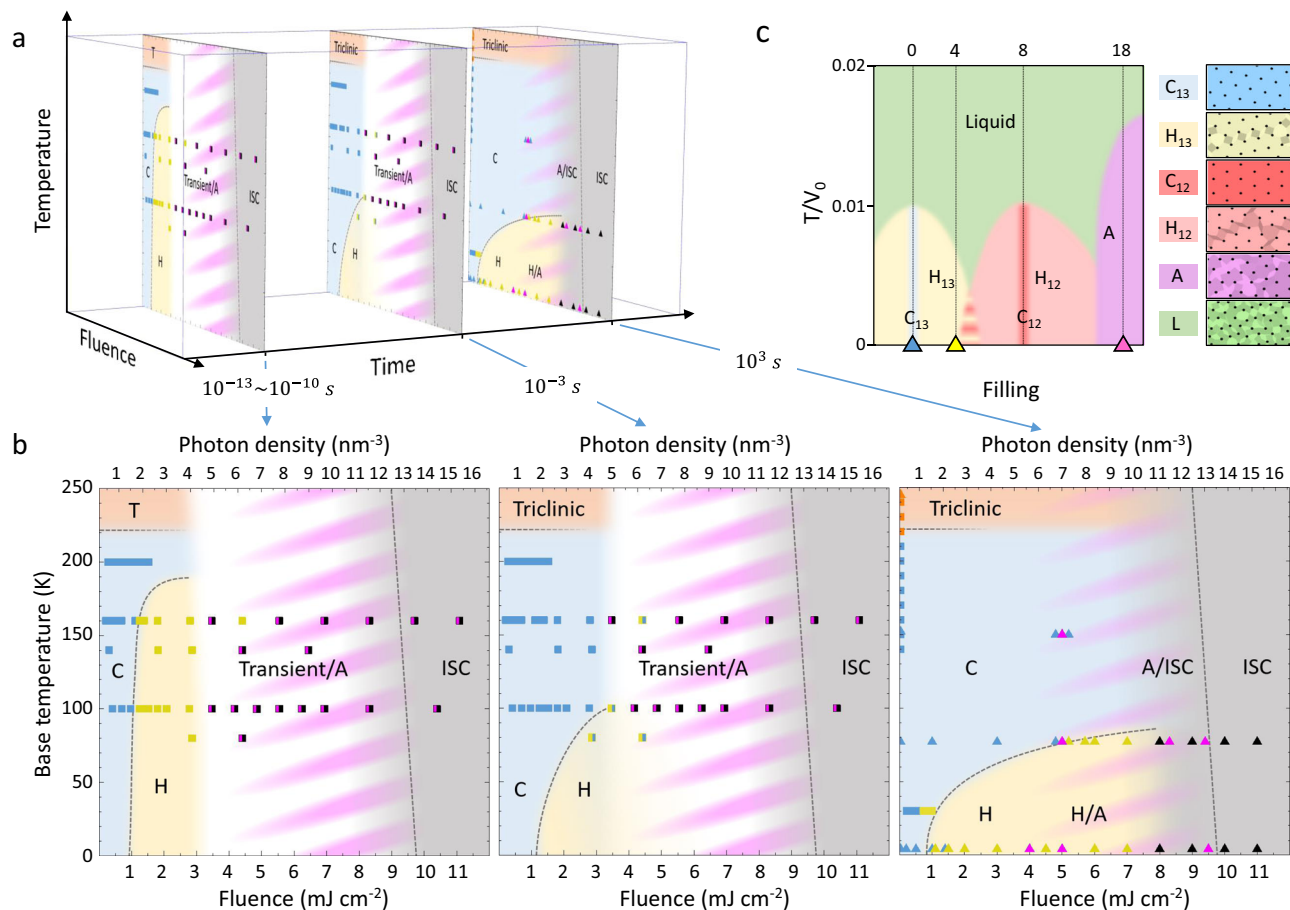 a
Temperature
Fluence
Time
T
C
H
Transient/A
ISC
Triclinic
C
H
Transient/A
ISC
Triclinic
C
A/ISC
ISC
H
H/A
10⁻¹³~10⁻¹⁰ s
10⁻³ s
10³ s
c
0 4 8 18
0.02
0.01
0
T/V₀
Liquid
H₁₃
C₁₃
H₁₂
C₁₂
A
Filling
C₁₃
H₁₃
C₁₂
H₁₂
A
L
b
Photon density (nm⁻³)
1 2 3 4 5 6 7 8 9 10 11 12 13 14 15 16
250
200
150
100
50
0
Base temperature (K)
T
C
H
Transient/A
ISC
1 2 3 4 5 6 7 8 9 10 11
Fluence (mJ cm⁻²)
Photon density (nm⁻³)
1 2 3 4 5 6 7 8 9 10 11 12 13 14 15 16
Triclinic
C
H
Transient/A
ISC
1 2 3 4 5 6 7 8 9 10 11
Fluence (mJ cm⁻²)
Photon density (nm⁻³)
1 2 3 4 5 6 7 8 9 10 11 12 13 14 15 16
Triclinic
C
A/ISC
ISC
H
H/A
1 2 3 4 5 6 7 8 9 10 11
Fluence (mJ cm⁻²)